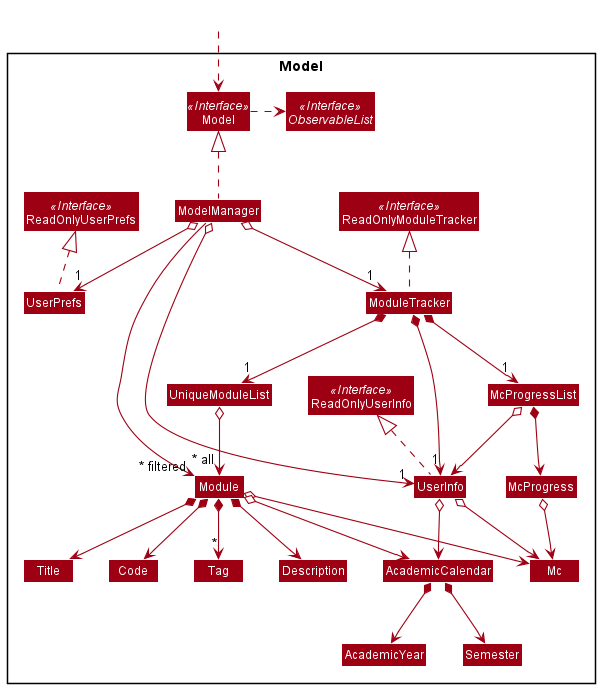 Model
«Interface»
Model
«Interface»
ObservableList
«Interface»
ReadOnlyUserPrefs
ModelManager
«Interface»
ReadOnlyModuleTracker
1
1
UserPrefs
ModuleTracker
1
1
UniqueModuleList
«Interface»
ReadOnlyUserInfo
McProgressList
* filtered
* all
1
1
Module
UserInfo
McProgress
*
Title
Code
Tag
Description
AcademicCalendar
Mc
AcademicYear
Semester